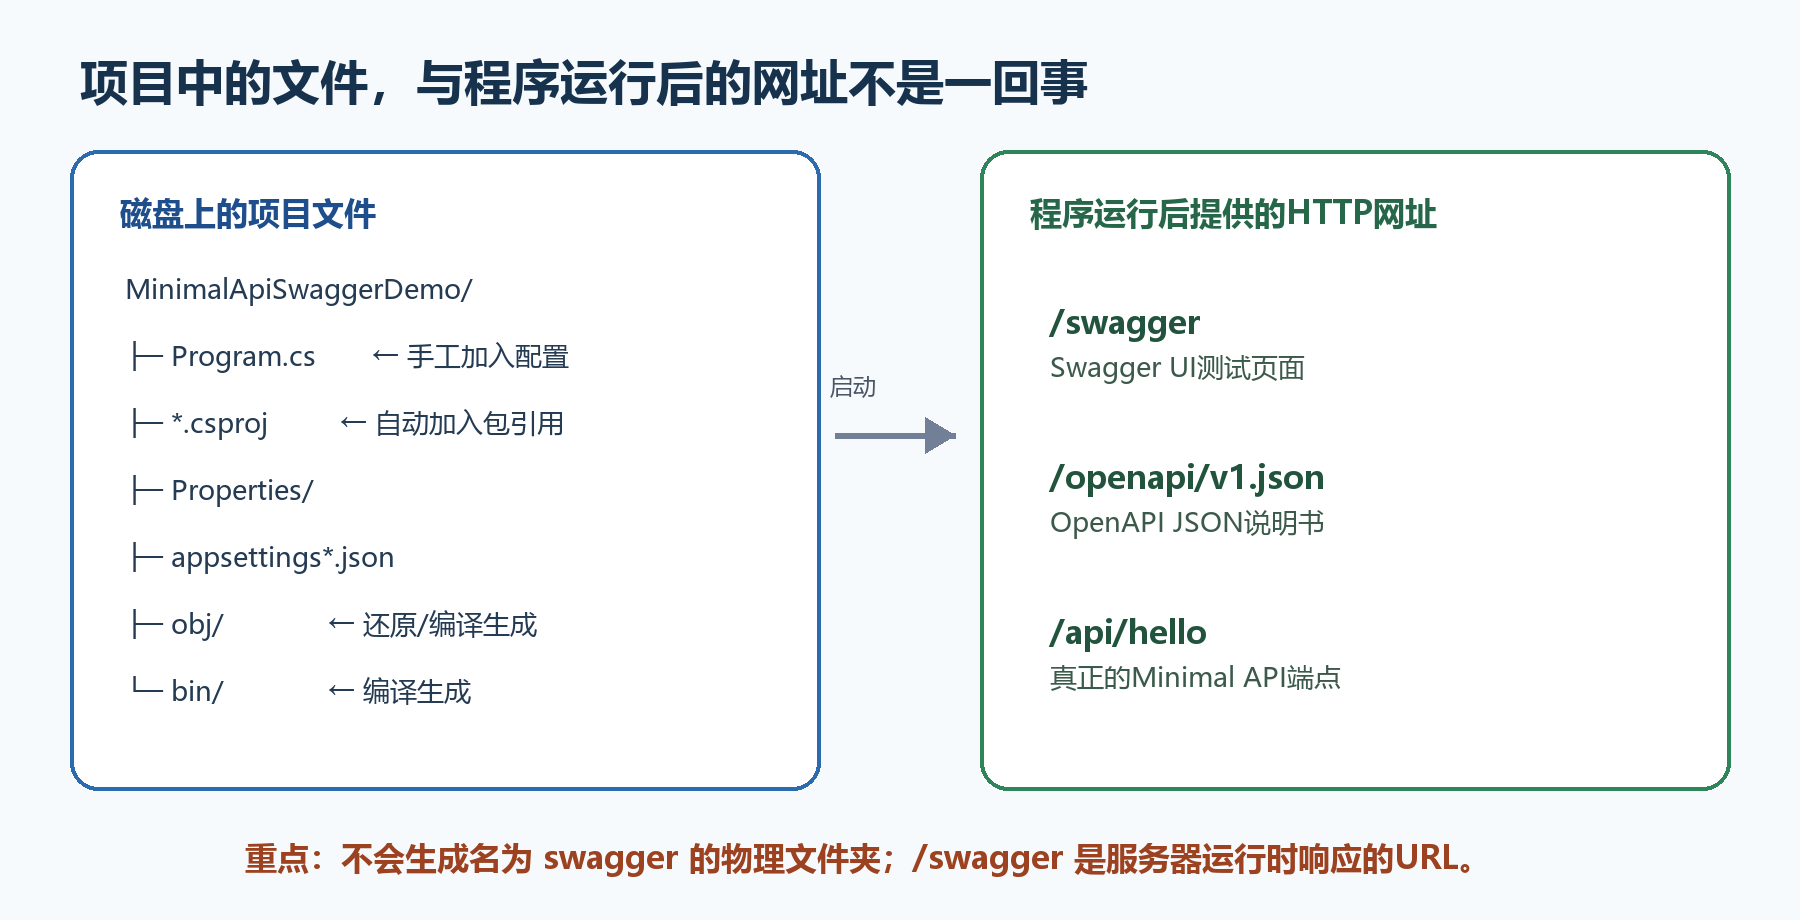 项目中的文件，与程序运行后的网址不是一回事
磁盘上的项目文件
MinimalApiSwaggerDemo/
├─ Program.cs ← 手工加入配置
├─ *.csproj ← 自动加入包引用
├─ Properties/
├─ appsettings*.json
├─ obj/ ← 还原/编译生成
└─ bin/ ← 编译生成
启动
程序运行后提供的HTTP网址
/swagger
Swagger UI测试页面
/openapi/v1.json
OpenAPI JSON说明书
/api/hello
真正的Minimal API端点
重点：不会生成名为 swagger 的物理文件夹；/swagger 是服务器运行时响应的URL。